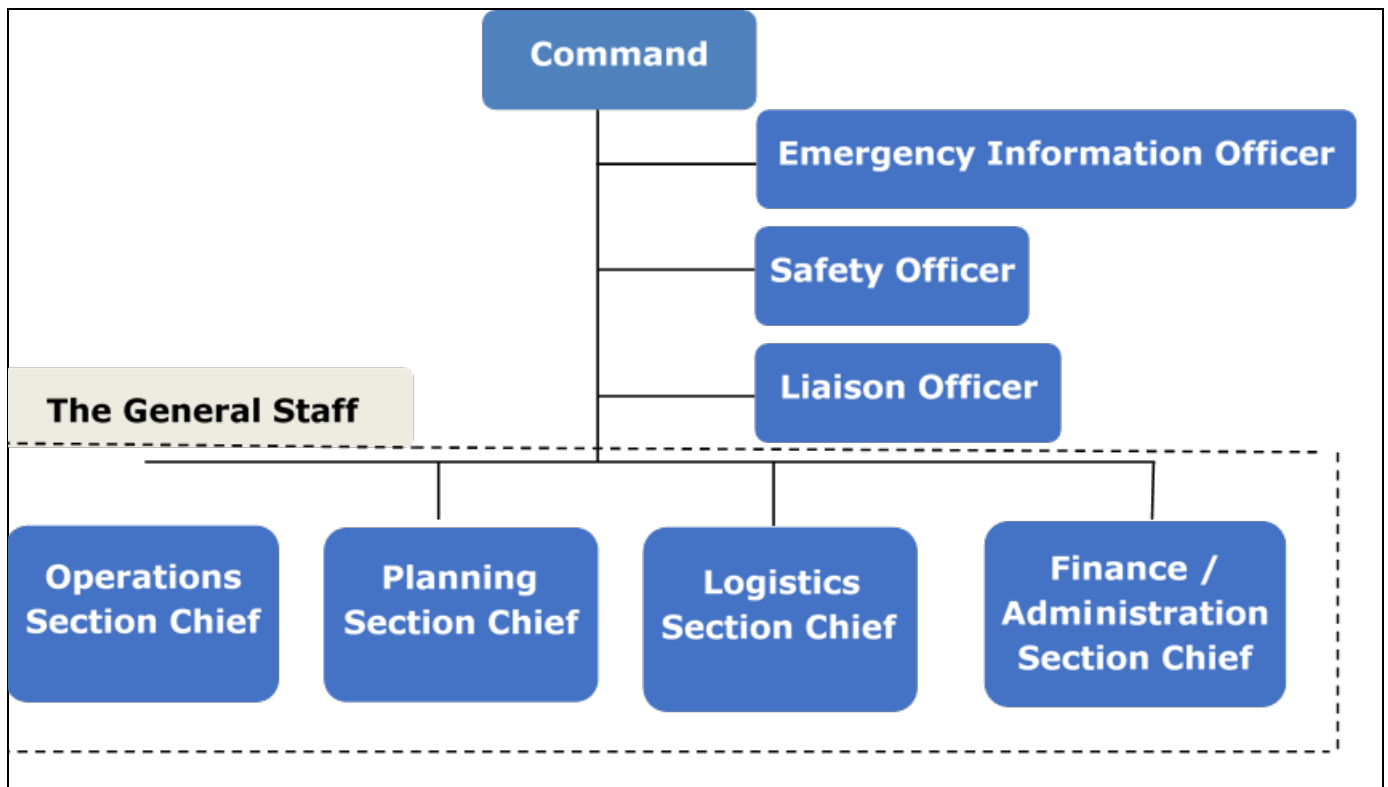 Command
Emergency Information Officer
Safety Officer
Liaison Officer
The General Staff
Operations
Section Chief
Planning
Section Chief
Logistics
Section Chief
Finance /
Administration
Section Chief